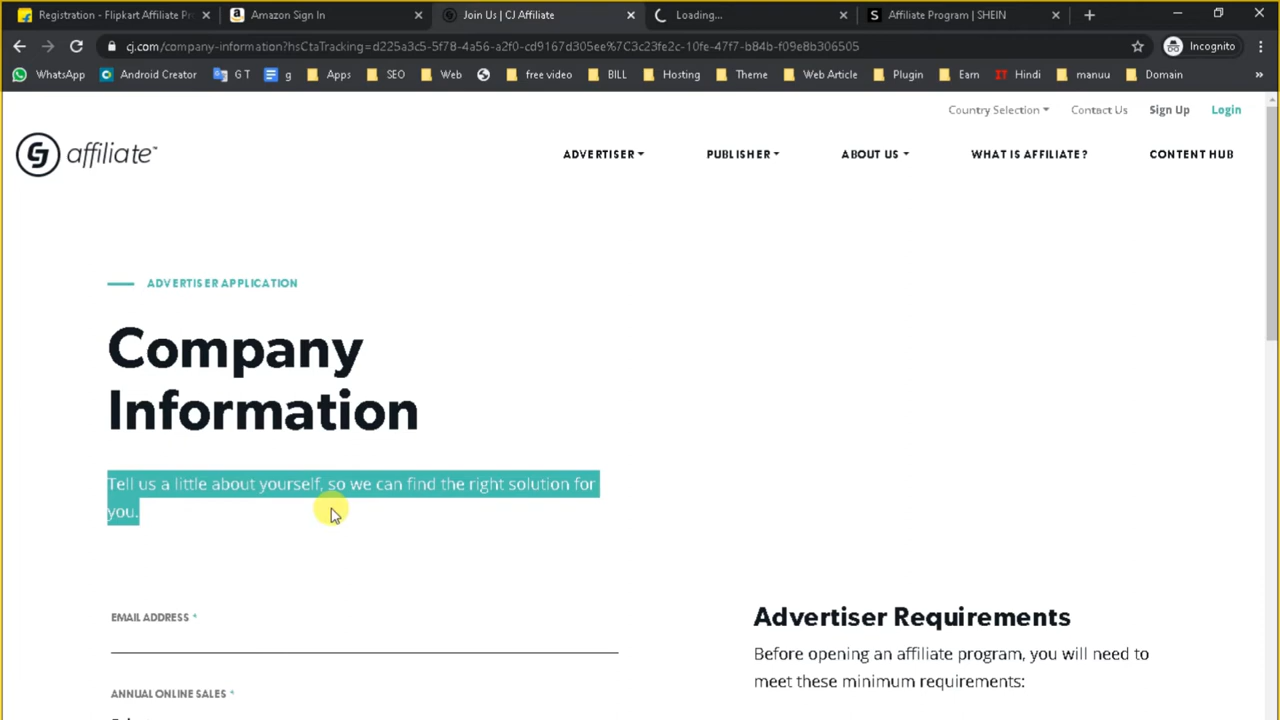 Registration - Flipkart Affiliate Pr
Amazon Sign In
Join Us | CJ Affiliate
Loading...
Affiliate Program | SHEIN
cj.com/company-information?hsCtaTracking=d225a3c5-5f78-4a56-a2f0-cd9167d305ee%7C3c23fe2c-10fe-47f7-b84b-f09e8b306505
Incognito
WhatsApp
Android Creator
G T
g
Apps
SEO
Web
free video
BILL
Hosting
Theme
Web Article
Plugin
Earn
IT Hindi
manuu
Domain
»
Country Selection
Contact Us
Sign Up
Login
CJ affiliate™
ADVERTISER
PUBLISHER
ABOUT US
WHAT IS AFFILIATE?
CONTENT HUB
ADVERTISER APPLICATION
Company
Information
Tell us a little about yourself, so we can find the right solution for
you.
EMAIL ADDRESS *
ANNUAL ONLINE SALES *
Advertiser Requirements
Before opening an affiliate program, you will need to
meet these minimum requirements: